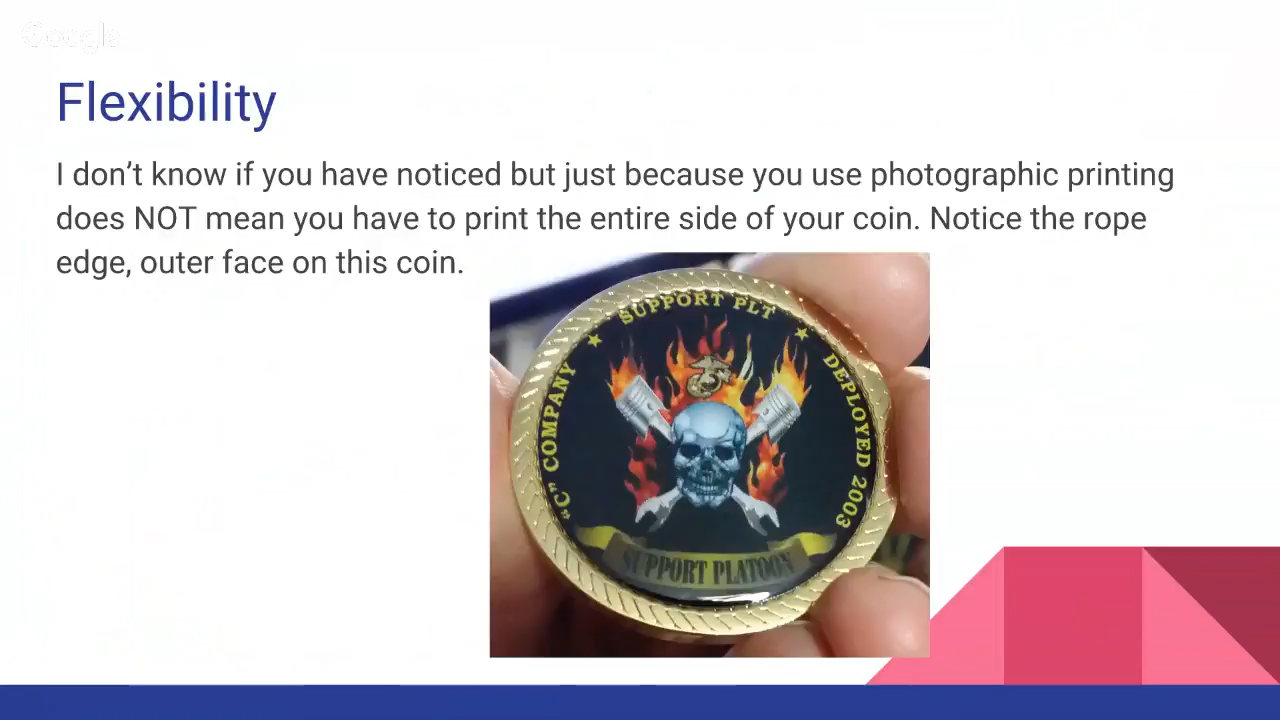 Google
Flexibility
I don’t know if you have noticed but just because you use photographic printing
does NOT mean you have to print the entire side of your coin. Notice the rope
edge, outer face on this coin.
"C" COMPANY ★ SUPPORT PLT ★ DEPLOYED 2003
SUPPORT PLATOON